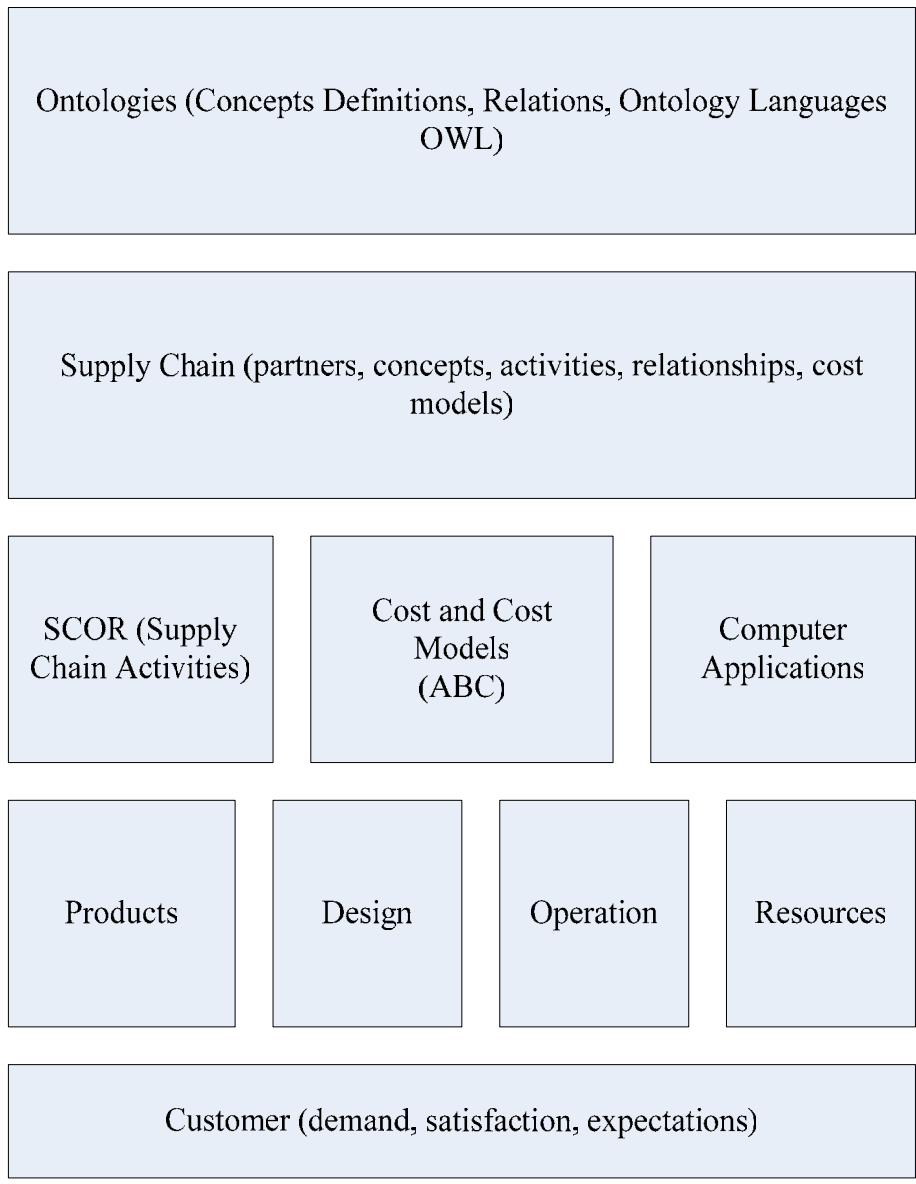 Ontologies (Concepts Definitions, Relations, Ontology Languages
OWL)
Supply Chain (partners, concepts, activities, relationships, cost
models)
SCOR (Supply
Chain Activities)
Cost and Cost
Models
(ABC)
Computer
Applications
Products
Design
Operation
Resources
Customer (demand, satisfaction, expectations)